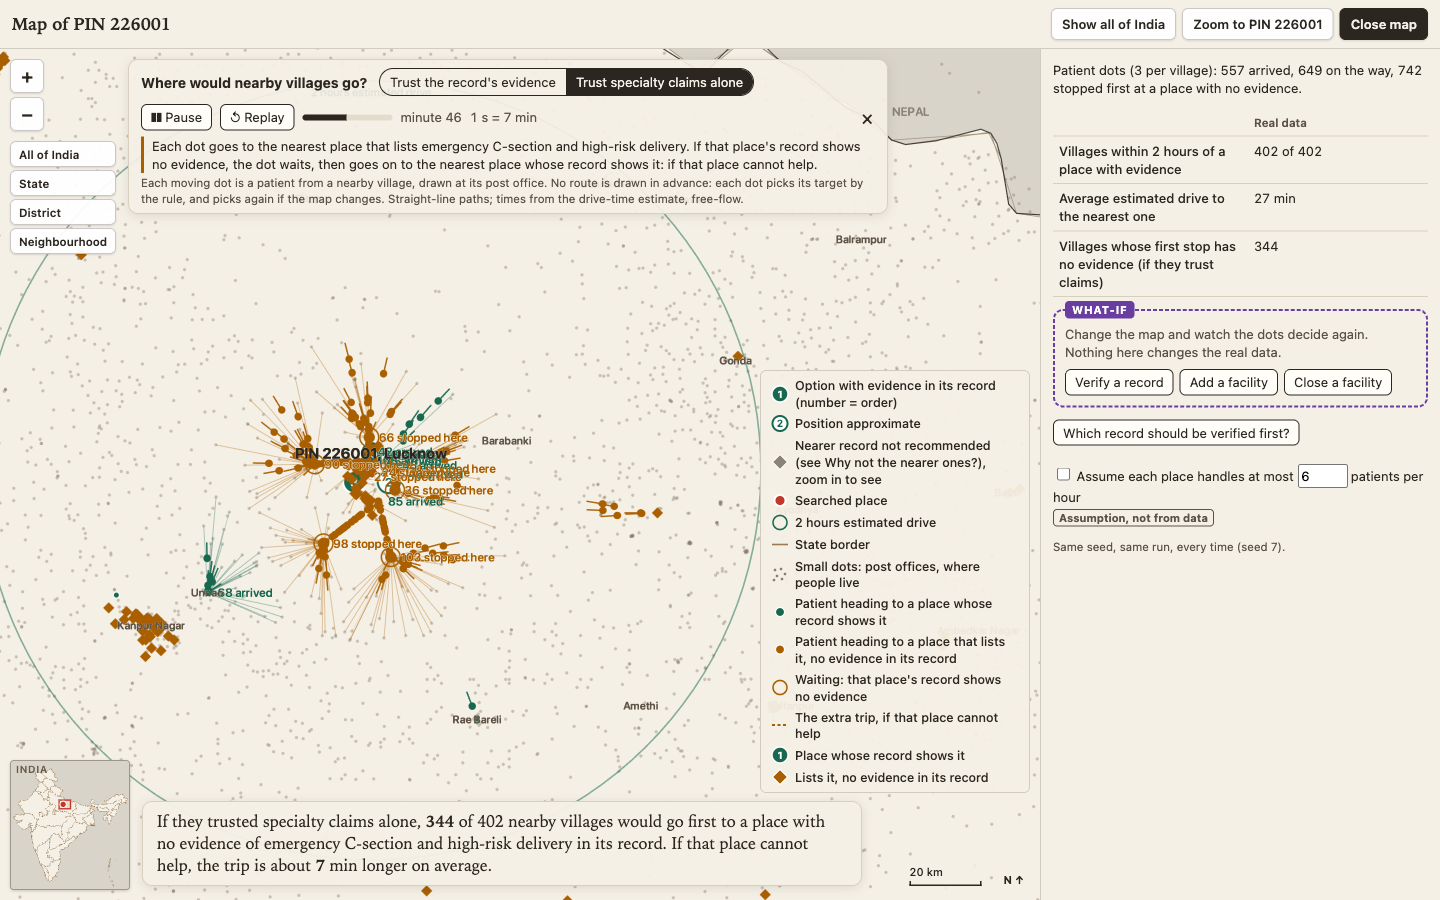 Map of PIN 226001
Show all of India
Zoom to PIN 226001
Close map
+
−
All of India
State
District
Neighbourhood
Where would nearby villages go?
Trust the record's evidence
Trust specialty claims alone
Pause
Replay
minute 46 1 s = 7 min
×
Each dot goes to the nearest place that lists emergency C-section and high-risk delivery. If that place's record shows
no evidence, the dot waits, then goes on to the nearest place whose record shows it: if that place cannot help.
Each moving dot is a patient from a nearby village, drawn at its post office. No route is drawn in advance: each dot picks its target by
the rule, and picks again if the map changes. Straight-line paths; times from the drive-time estimate, free-flow.
NEPAL
Balrampur
Gonda
66 stopped here
Barabanki
PIN 226001, Lucknow
36 stopped here
85 arrived
98 stopped here
stopped here
arrived
Kanpur Nagar
Rae Bareli
Amethi
1 Option with evidence in its record
(number = order)
2 Position approximate
Nearer record not recommended
(see Why not the nearer ones?),
zoom in to see
Searched place
2 hours estimated drive
State border
Small dots: post offices, where
people live
Patient heading to a place whose
record shows it
Patient heading to a place that lists
it, no evidence in its record
Waiting: that place's record shows
no evidence
The extra trip, if that place cannot
help
1 Place whose record shows it
Lists it, no evidence in its record
INDIA
If they trusted specialty claims alone, 344 of 402 nearby villages would go first to a place with
no evidence of emergency C-section and high-risk delivery in its record. If that place cannot
help, the trip is about 7 min longer on average.
20 km
N ↑
Patient dots (3 per village): 557 arrived, 649 on the way, 742
stopped first at a place with no evidence.
Real data
Villages within 2 hours of a 402 of 402
place with evidence
Average estimated drive to 27 min
the nearest one
Villages whose first stop has 344
no evidence (if they trust
claims)
WHAT-IF
Change the map and watch the dots decide again.
Nothing here changes the real data.
Verify a record
Add a facility
Close a facility
Which record should be verified first?
Assume each place handles at most 6 patients per
hour
Assumption, not from data
Same seed, same run, every time (seed 7).